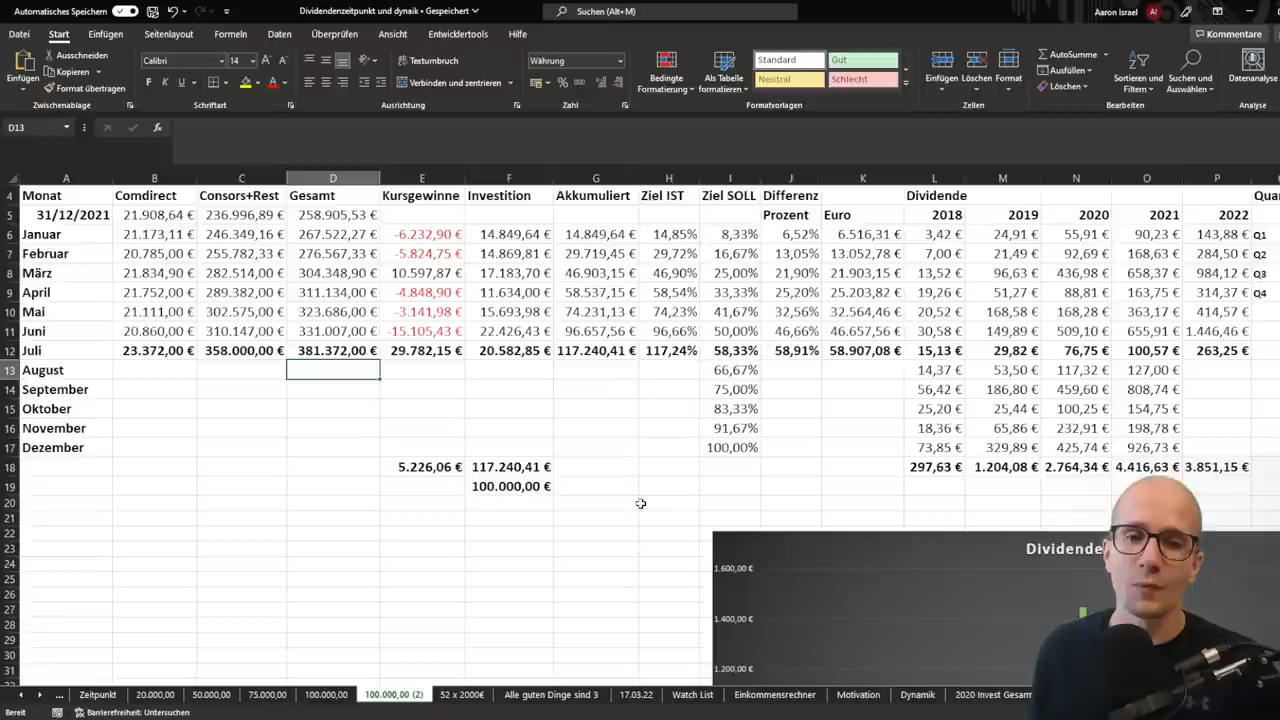 Automatisches Speichern
Dividendenzeitpunkt und dynaik • Gespeichert
Suchen (Alt+M)
Aaron Israel AI
Datei Start Einfügen Seitenlayout Formeln Daten Überprüfen Ansicht Entwicklertools Hilfe Kommentare
Einfügen Ausschneiden Kopieren Format übertragen
Calibri 14 F K U
Textumbruch Verbinden und zentrieren
Währung % 000
Bedingte Formatierung Als Tabelle formatieren
Standard Gut
Neutral Schlecht
Einfügen Löschen Format
AutoSumme Ausfüllen Löschen
Sortieren und Filtern Suchen und Auswählen Datenanalyse
Zwischenablage Schriftart Ausrichtung Zahl Formatvorlagen Zellen Bearbeiten Analyse
D13 fx
A B C D E F G H I J K L M N O P
4 Monat Comdirect Consors+Rest Gesamt Kursgewinne Investition Akkumuliert Ziel IST Ziel SOLL Differenz Dividende Quar
5 31/12/2021 21.908,64 € 236.996,89 € 258.905,53 € Prozent Euro 2018 2019 2020 2021 2022
6 Januar 21.173,11 € 246.349,16 € 267.522,27 € -6.232,90 € 14.849,64 € 14.849,64 € 14,85% 8,33% 6,52% 6.516,31 € 3,42 € 24,91 € 55,91 € 90,23 € 143,88 € Q1
7 Februar 20.785,00 € 255.782,33 € 276.567,33 € -5.824,75 € 14.869,81 € 29.719,45 € 29,72% 16,67% 13,05% 13.052,78 € 7,00 € 21,49 € 92,69 € 168,63 € 284,50 € Q2
8 März 21.834,90 € 282.514,00 € 304.348,90 € 10.597,87 € 17.183,70 € 46.903,15 € 46,90% 25,00% 21,90% 21.903,15 € 13,52 € 96,63 € 436,98 € 658,37 € 984,12 € Q3
9 April 21.752,00 € 289.382,00 € 311.134,00 € -4.848,90 € 11.634,00 € 58.537,15 € 58,54% 33,33% 25,20% 25.203,82 € 19,26 € 51,27 € 88,81 € 163,75 € 314,37 € Q4
10 Mai 21.111,00 € 302.575,00 € 323.686,00 € -3.141,98 € 15.693,98 € 74.231,13 € 74,23% 41,67% 32,56% 32.564,46 € 20,52 € 168,58 € 168,28 € 363,17 € 414,57 €
11 Juni 20.860,00 € 310.147,00 € 331.007,00 € -15.105,43 € 22.426,43 € 96.657,56 € 96,66% 50,00% 46,66% 46.657,56 € 30,58 € 149,89 € 509,10 € 655,91 € 1.446,46 €
12 Juli 23.372,00 € 358.000,00 € 381.372,00 € 29.782,15 € 20.582,85 € 117.240,41 € 117,24% 58,33% 58,91% 58.907,08 € 15,13 € 29,82 € 76,75 € 100,57 € 263,25 €
13 August 66,67% 14,37 € 53,50 € 117,32 € 127,00 €
14 September 75,00% 56,42 € 186,80 € 459,60 € 808,74 €
15 Oktober 83,33% 25,20 € 25,44 € 100,25 € 154,75 €
16 November 91,67% 18,36 € 65,86 € 232,91 € 198,78 €
17 Dezember 100,00% 73,85 € 329,89 € 425,74 € 926,73 €
18 5.226,06 € 117.240,41 € 297,63 € 1.204,08 € 2.764,34 € 4.416,63 € 3.851,15 €
19 100.000,00 €
20
21
22
23
24
25
26
27
28
29
30
31
Dividende
1.600,00 €
1.400,00 €
1.200,00 €
... Zeitpunkt 20.000,00 50.000,00 75.000,00 100.000,00 100.000,00 (2) 52 x 2000€ Alle guten Dinge sind 3 17.03.22 Watch List Einkommensrechner Motivation Dynamik 2020 Invest Gesam
Bereit Barrierefreiheit: Untersuchen